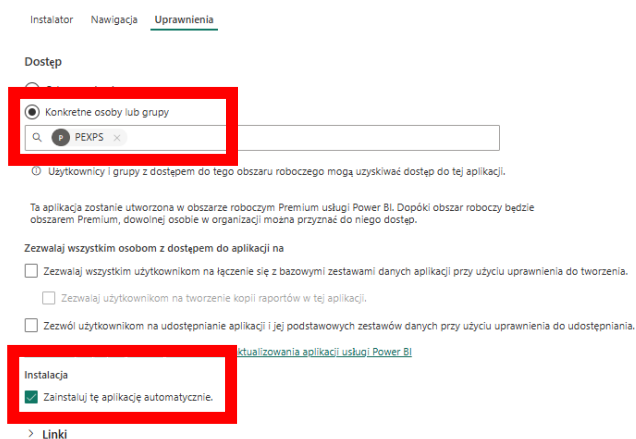 Instalator Nawigacja Uprawnienia
Dostęp
Konkretne osoby lub grupy
P PEXPS
Użytkownicy i grupy z dostępem do tego obszaru roboczego mogą uzyskiwać dostęp do tej aplikacji.
Ta aplikacja zostanie utworzona w obszarze roboczym Premium usługi Power BI. Dopóki obszar roboczy będzie
obszarem Premium, dowolnej osobie w organizacji można przyznać do niego dostęp.
Zezwalaj wszystkim osobom z dostępem do aplikacji na
Zezwalaj wszystkim użytkownikom na łączenie się z bazowymi zestawami danych aplikacji przy użyciu uprawnienia do tworzenia.
Zezwalaj użytkownikom na tworzenie kopii raportów w tej aplikacji.
Zezwól użytkownikom na udostępnianie aplikacji i jej podstawowych zestawów danych przy użyciu uprawnienia do udostępniania.
ktualizowania aplikacji usługi Power BI
Instalacja
Zainstaluj tę aplikację automatycznie.
Linki